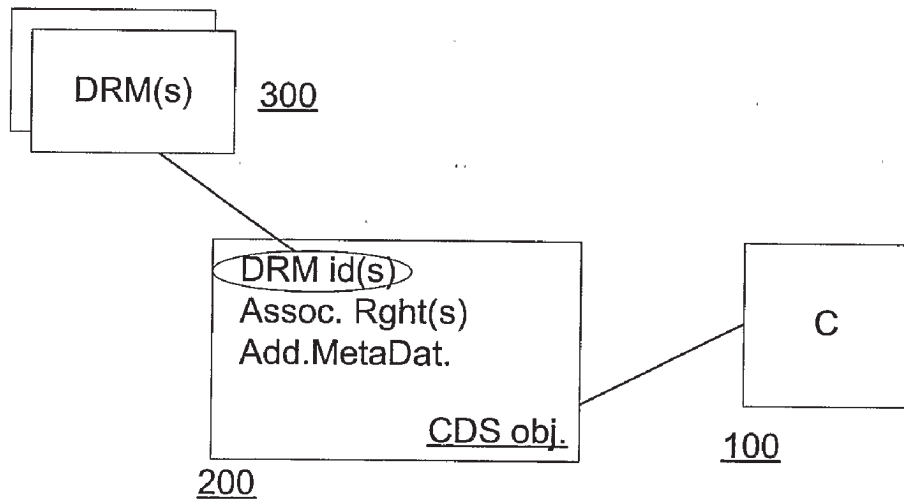 DRM(s)
300
DRM id(s)
Assoc. Rght(s)
Add.MetaDat.
CDS obj.
C
200
100